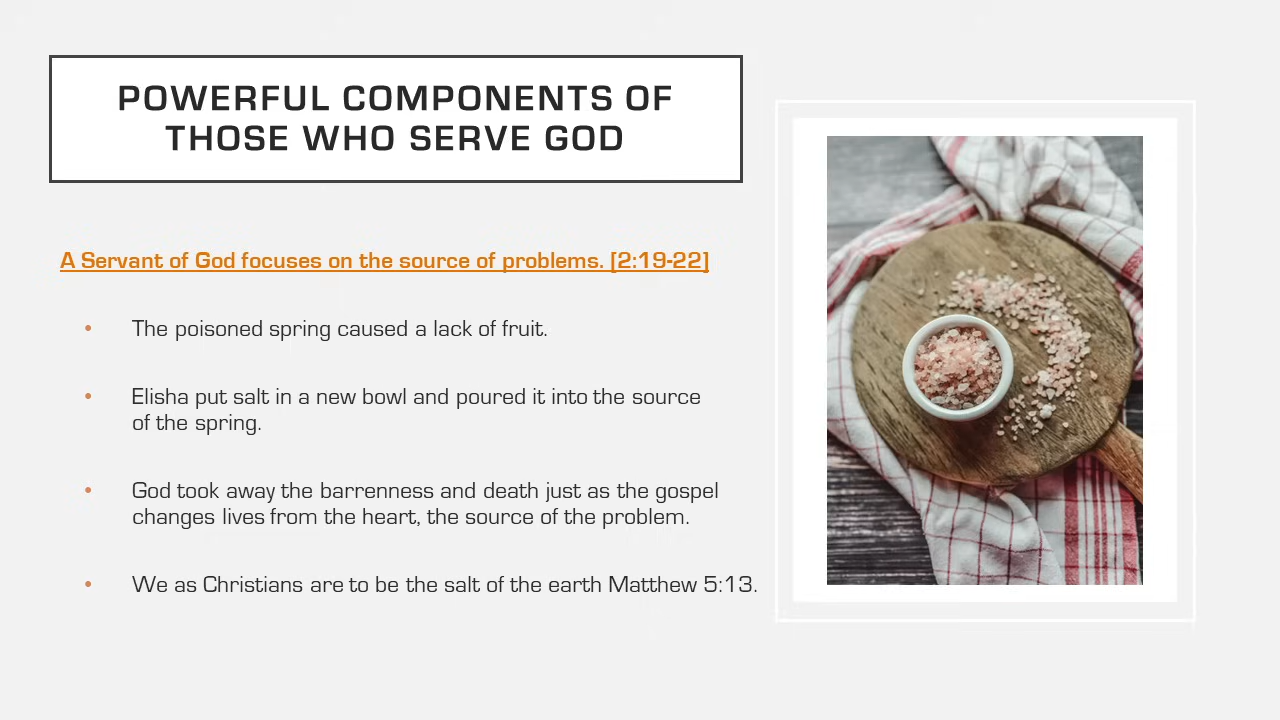 POWERFUL COMPONENTS OF
THOSE WHO SERVE GOD
A Servant of God focuses on the source of problems. [2:19-22]
• The poisoned spring caused a lack of fruit.
• Elisha put salt in a new bowl and poured it into the source
of the spring.
• God took away the barrenness and death just as the gospel
changes lives from the heart, the source of the problem.
• We as Christians are to be the salt of the earth Matthew 5:13.